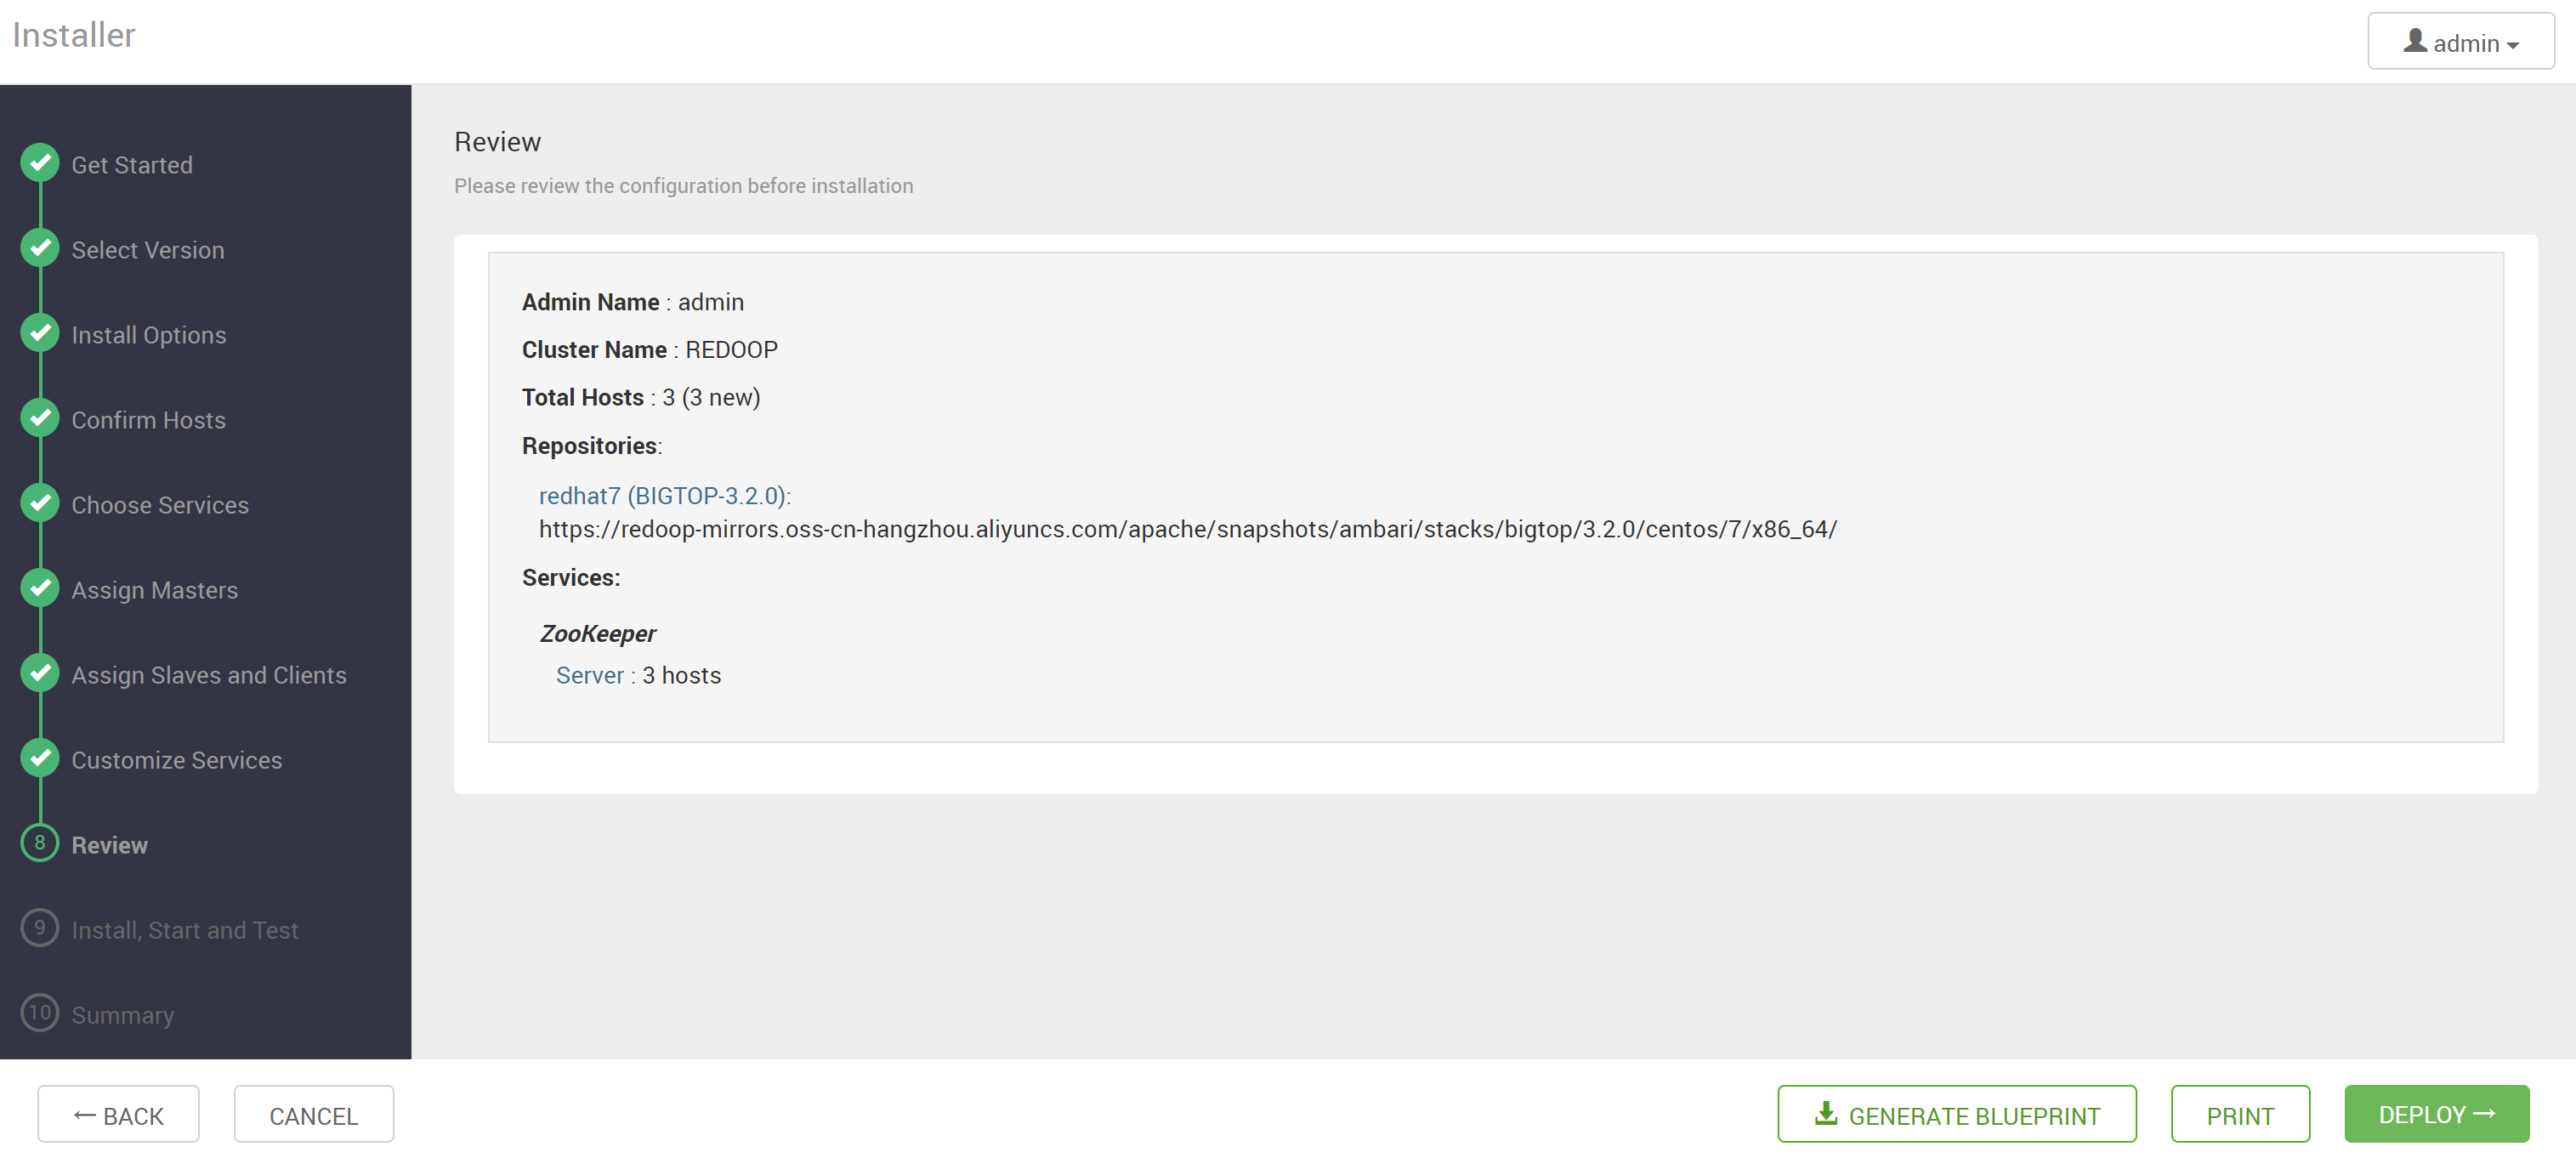 Installer
admin
Get Started
Select Version
Install Options
Confirm Hosts
Choose Services
Assign Masters
Assign Slaves and Clients
Customize Services
8 Review
9 Install, Start and Test
10 Summary
Review
Please review the configuration before installation
Admin Name : admin
Cluster Name : REDOOP
Total Hosts : 3 (3 new)
Repositories:
redhat7 (BIGTOP-3.2.0):
https://redoop-mirrors.oss-cn-hangzhou.aliyuncs.com/apache/snapshots/ambari/stacks/bigtop/3.2.0/centos/7/x86_64/
Services:
ZooKeeper
Server : 3 hosts
← BACK
CANCEL
GENERATE BLUEPRINT
PRINT
DEPLOY →